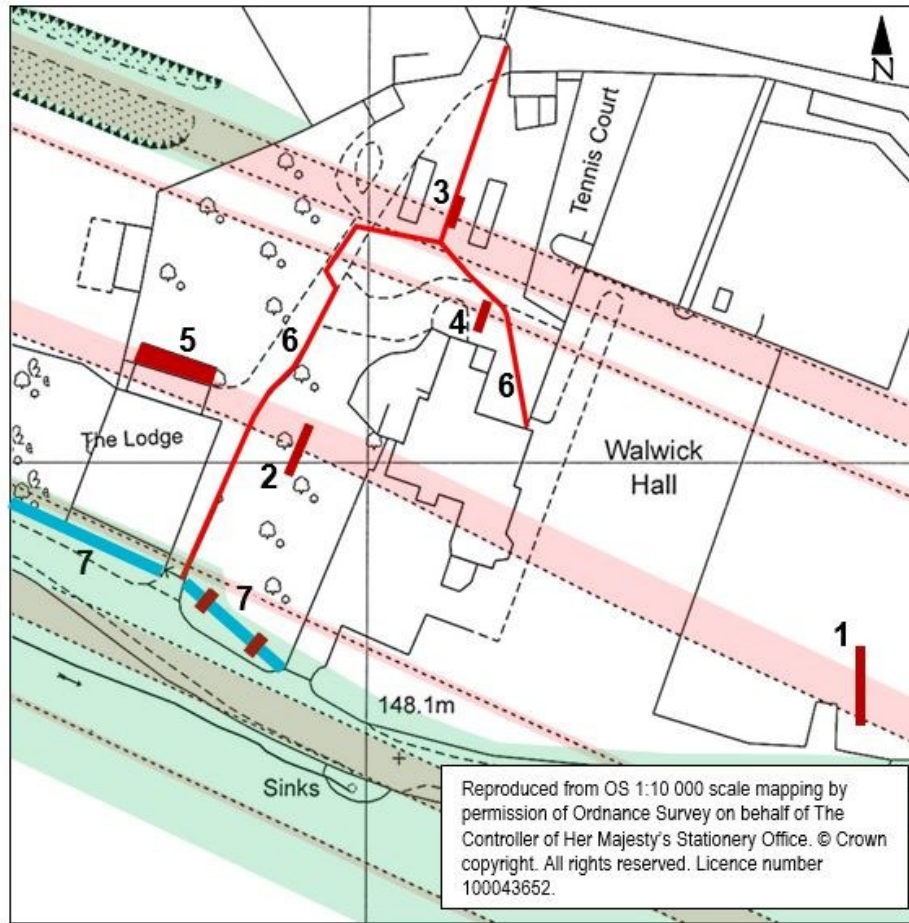 N
Tennis Court
3
4
5
6
6
The Lodge
2
Walwick
Hall
7
7
1
148.1m
Sinks
Reproduced from OS 1:10 000 scale mapping by
permission of Ordnance Survey on behalf of The
Controller of Her Majesty's Stationery Office. © Crown
copyright. All rights reserved. Licence number
100043652.